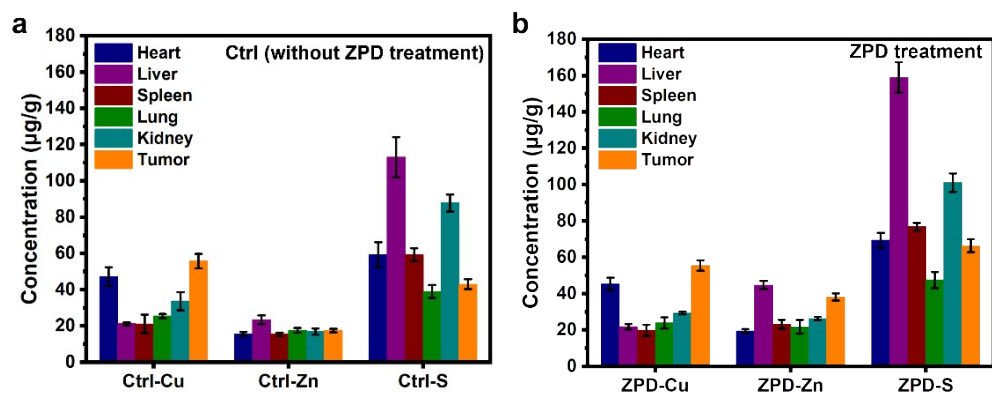 a
Ctrl (without ZPD treatment)
Heart
Liver
Spleen
Lung
Kidney
Tumor
Concentration (µg/g)
180
160
140
120
100
80
60
40
20
0
Ctrl-Cu
Ctrl-Zn
Ctrl-S
b
ZPD treatment
Heart
Liver
Spleen
Lung
Kidney
Tumor
Concentration (µg/g)
180
160
140
120
100
80
60
40
20
0
ZPD-Cu
ZPD-Zn
ZPD-S